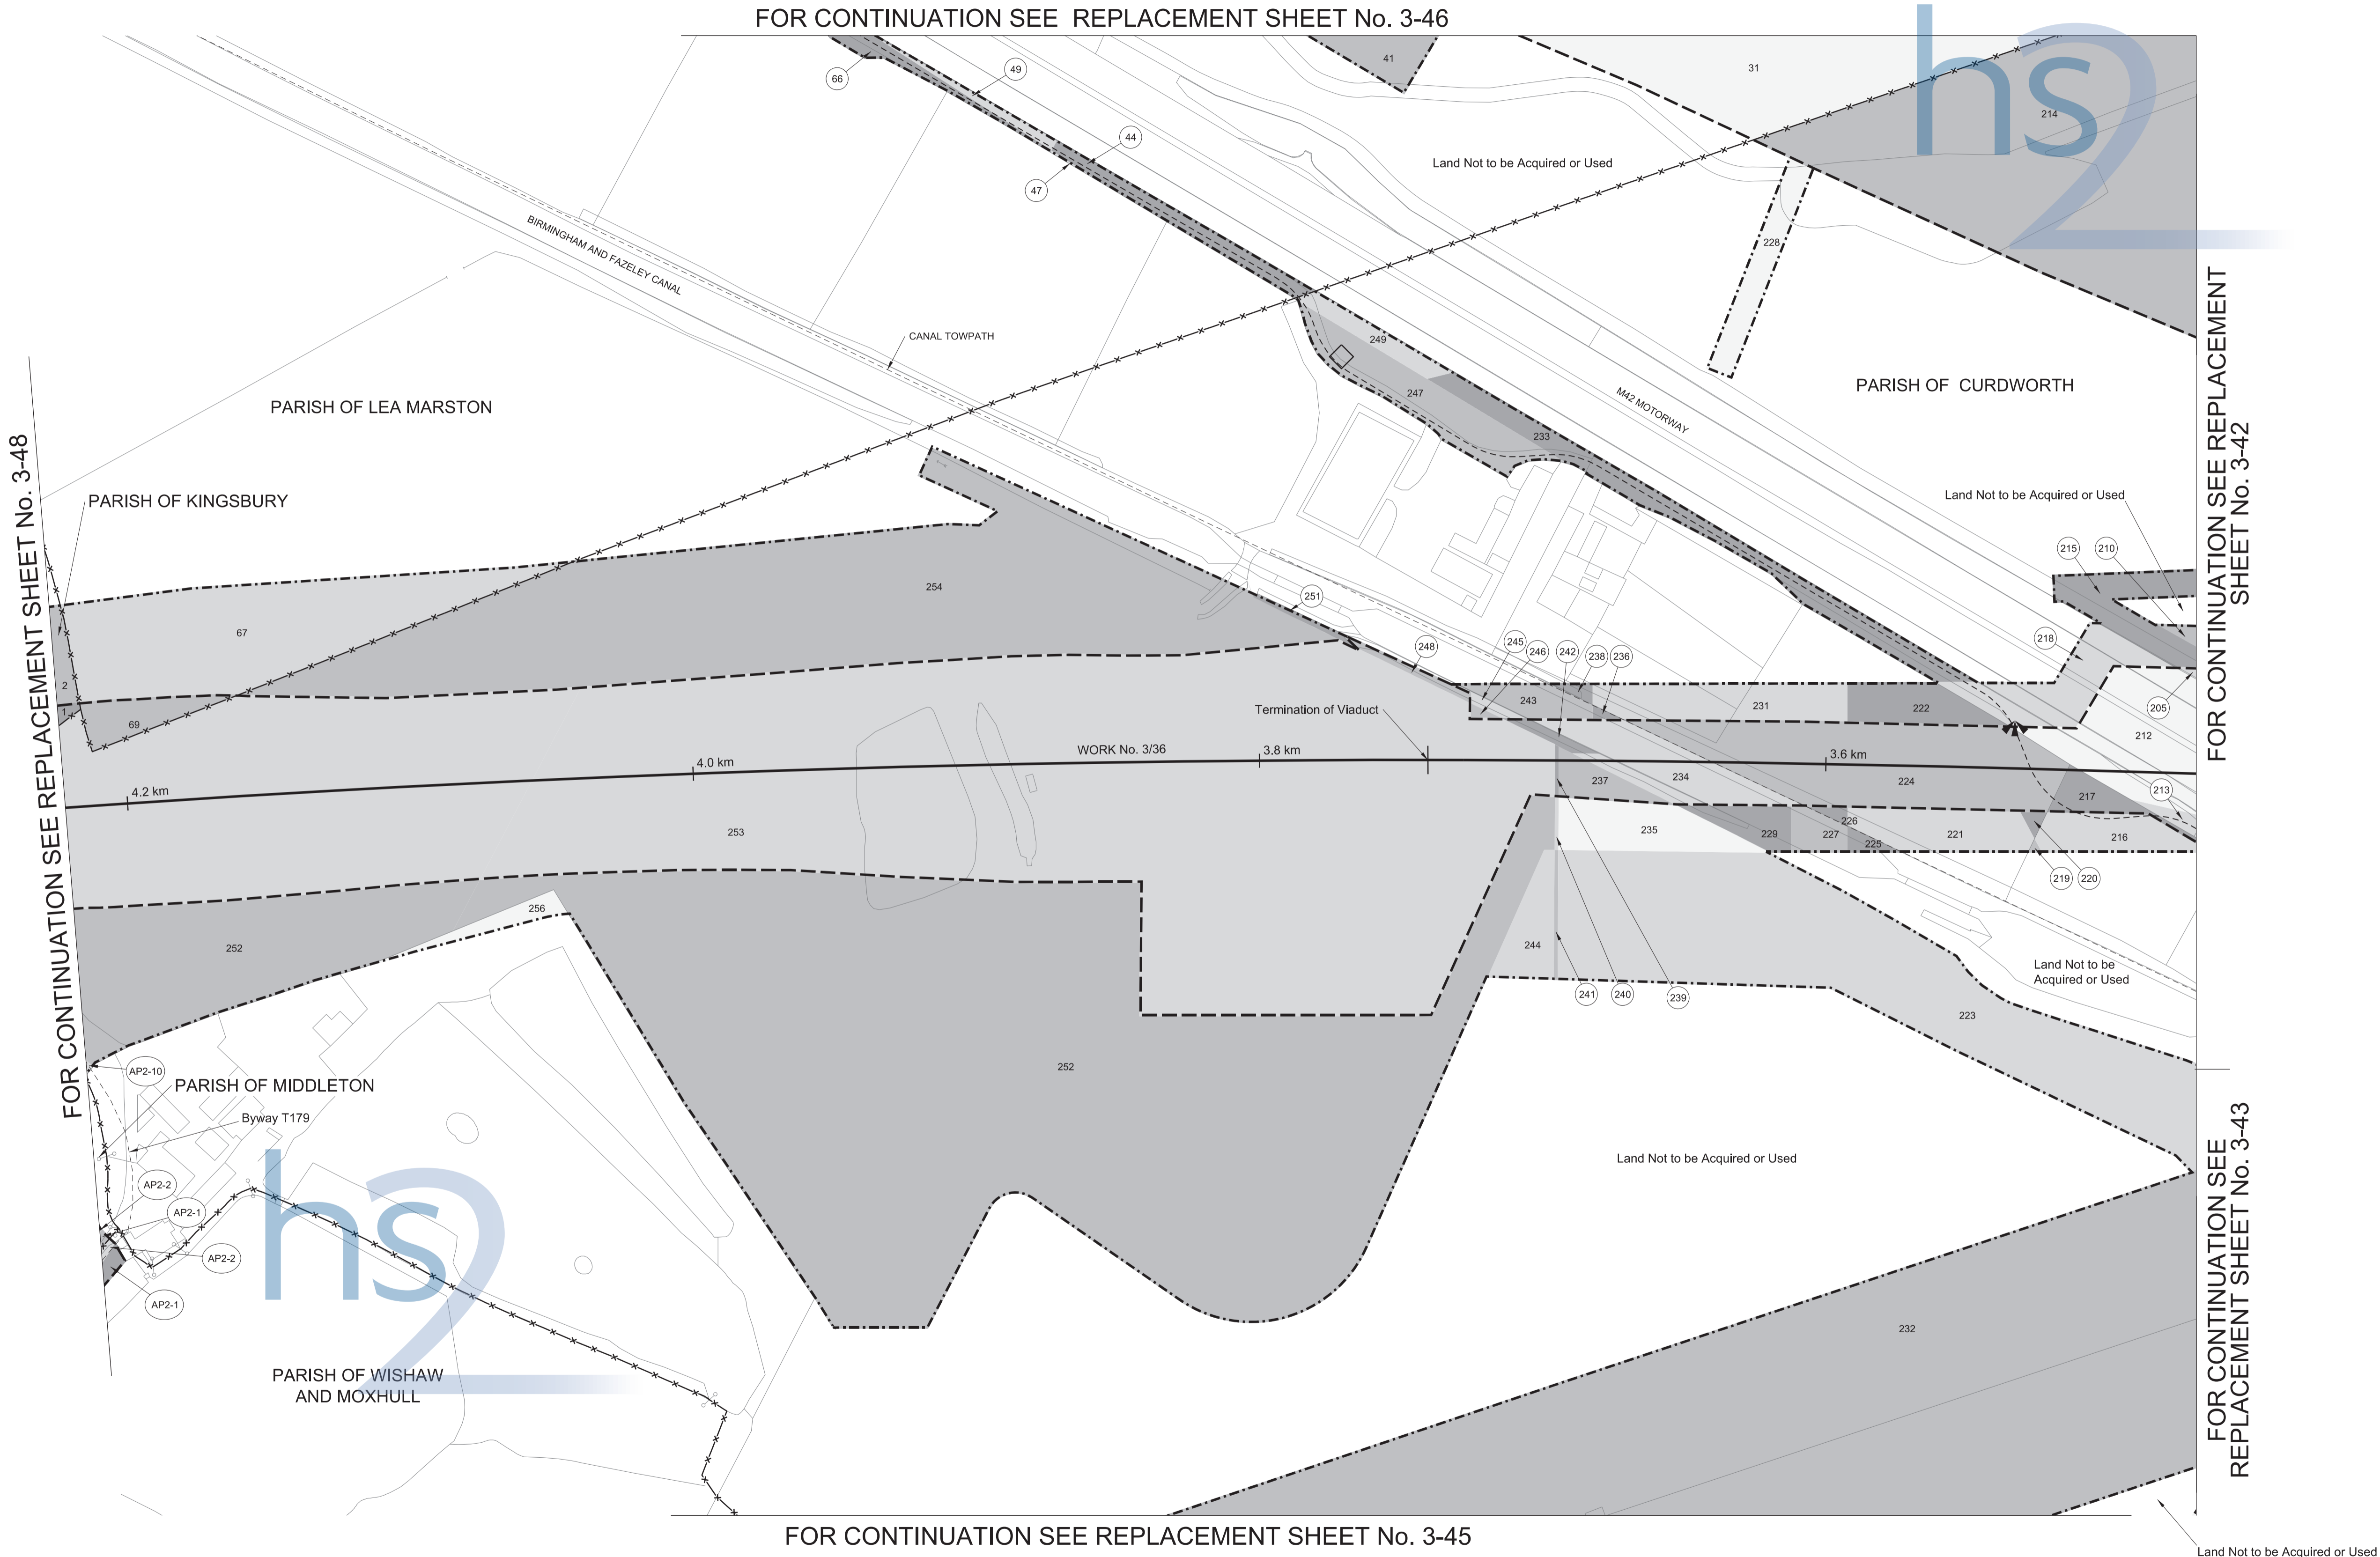 FOR CONTINUATION SEE REPLACEMENT SHEET No. 3-46
hs2
66
49
41
31
214
44
47
Land Not to be Acquired or Used
228
BIRMINGHAM AND FAZELEY CANAL
CANAL TOWPATH
249
247
M42 MOTORWAY
PARISH OF CURDWORTH
FOR CONTINUATION SEE REPLACEMENT
SHEET No. 3-42
PARISH OF LEA MARSTON
233
FOR CONTINUATION SEE REPLACEMENT SHEET No. 3-48
PARISH OF KINGSBURY
Land Not to be Acquired or Used
215
210
254
251
67
218
248
245
246
242
238
236
2
1
69
243
231
222
205
212
Termination of Viaduct
WORK No. 3/36
3.8 km
3.6 km
4.0 km
4.2 km
237
234
224
217
213
253
235
229
227
226
225
221
216
219
220
256
252
244
241
240
239
Land Not to be
Acquired or Used
223
252
AP2-10
PARISH OF MIDDLETON
Byway T179
Land Not to be Acquired or Used
FOR CONTINUATION SEE
REPLACEMENT SHEET No. 3-43
AP2-2
AP2-1
AP2-2
AP2-1
hs2
232
PARISH OF WISHAW
AND MOXHULL
FOR CONTINUATION SEE REPLACEMENT SHEET No. 3-45
Land Not to be Acquired or Used